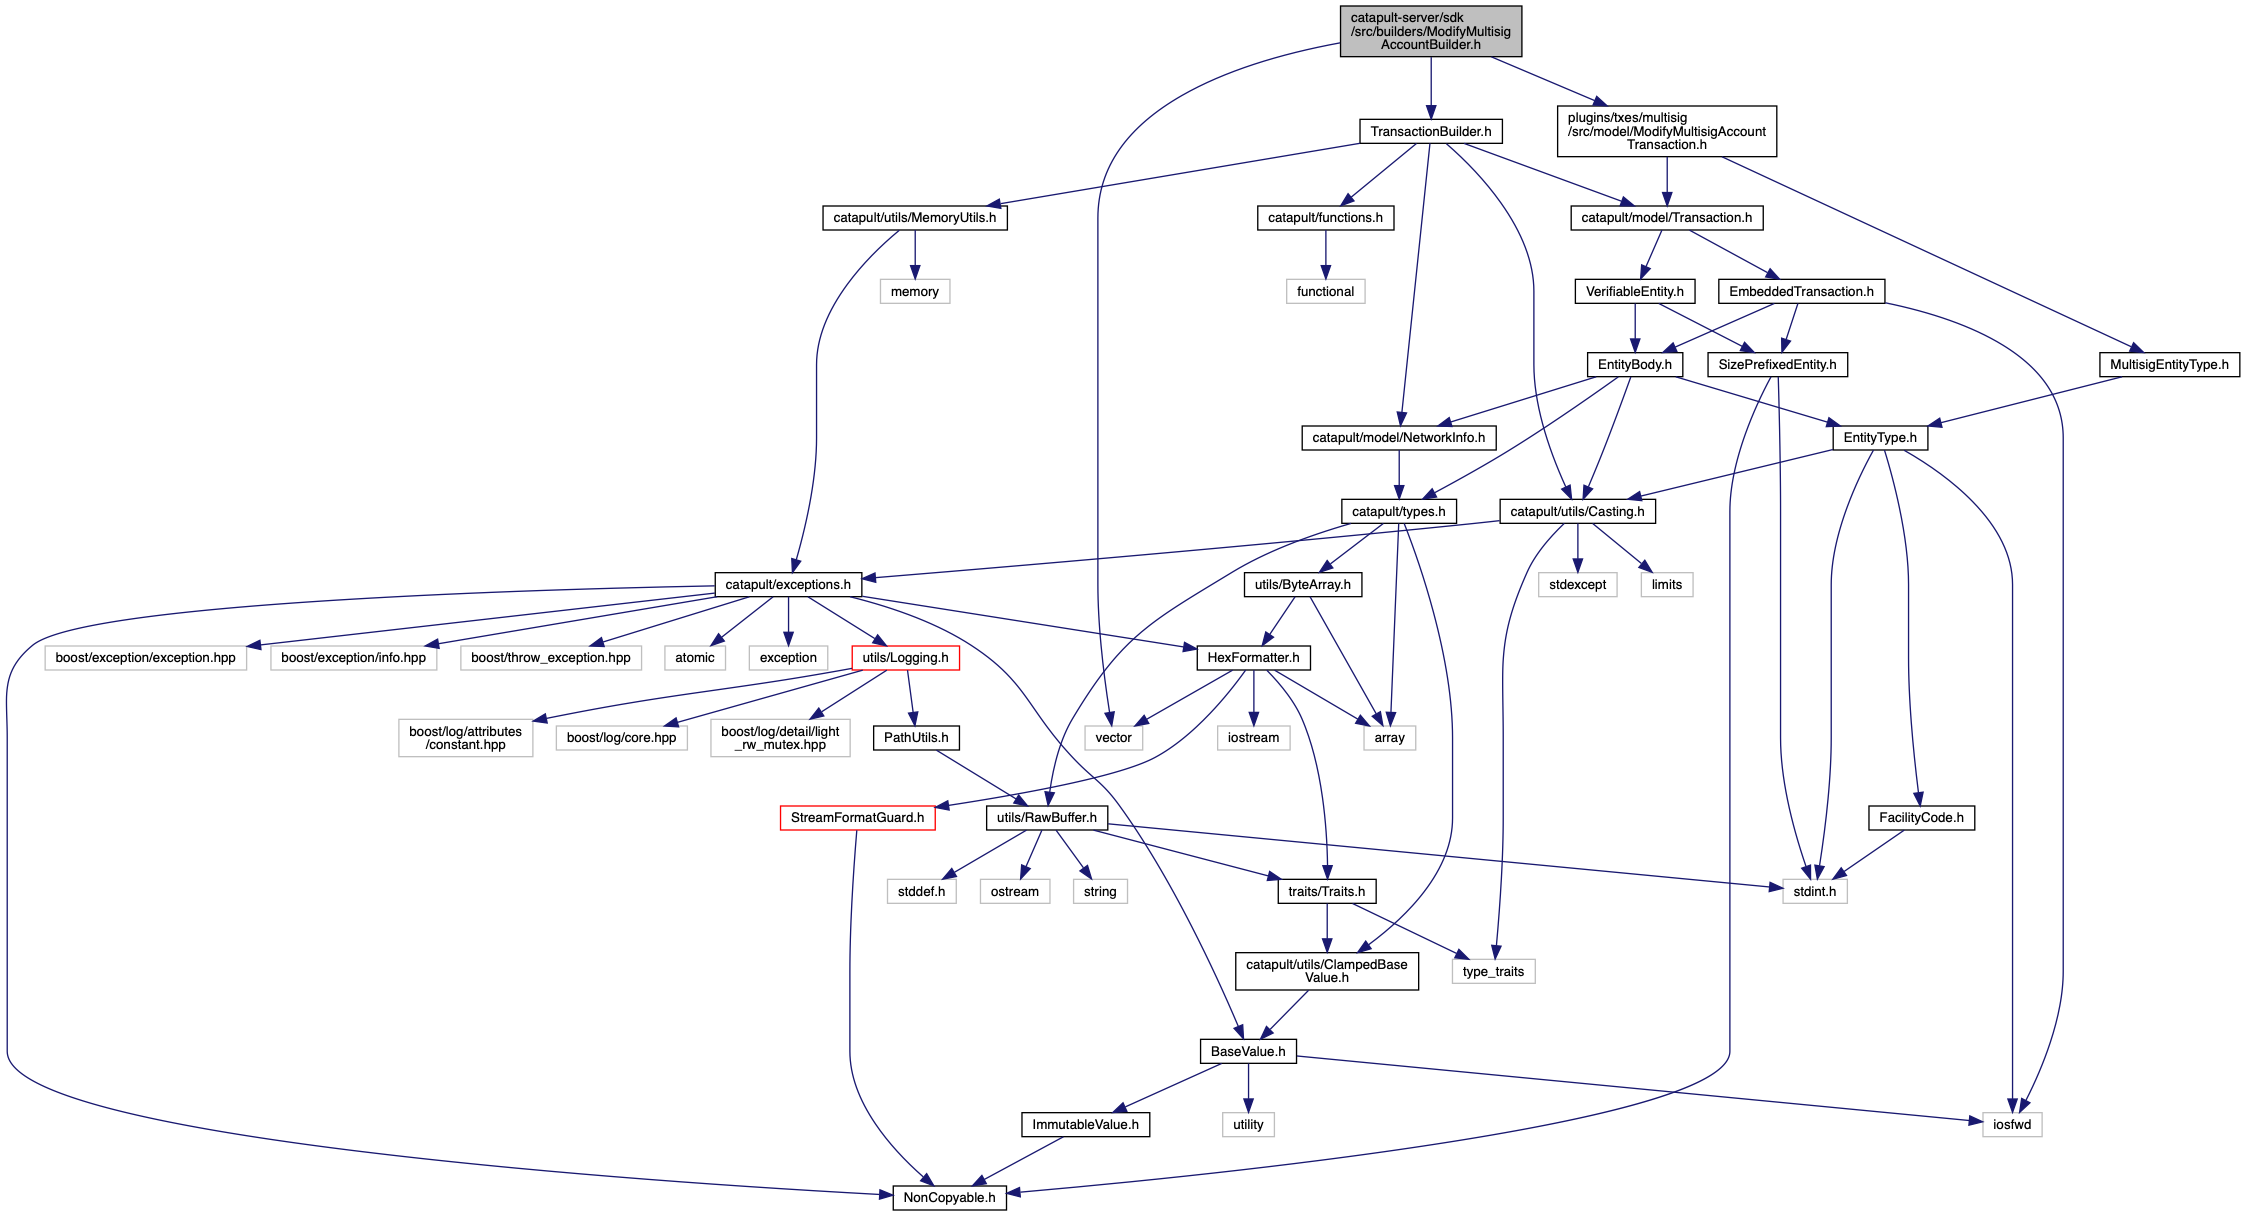 catapult-server/sdk
/src/builders/ModifyMultisig
AccountBuilder.h
TransactionBuilder.h
plugins/txes/multisig
/src/model/ModifyMultisigAccount
Transaction.h
catapult/utils/MemoryUtils.h
catapult/functions.h
catapult/model/Transaction.h
memory
functional
VerifiableEntity.h
EmbeddedTransaction.h
EntityBody.h
SizePrefixedEntity.h
MultisigEntityType.h
catapult/model/NetworkInfo.h
EntityType.h
catapult/types.h
catapult/utils/Casting.h
catapult/exceptions.h
utils/ByteArray.h
stdexcept
limits
boost/exception/exception.hpp
boost/exception/info.hpp
boost/throw_exception.hpp
atomic
exception
utils/Logging.h
HexFormatter.h
boost/log/attributes
/constant.hpp
boost/log/core.hpp
boost/log/detail/light
_rw_mutex.hpp
PathUtils.h
vector
iostream
array
StreamFormatGuard.h
utils/RawBuffer.h
FacilityCode.h
stddef.h
ostream
string
traits/Traits.h
stdint.h
catapult/utils/ClampedBase
Value.h
type_traits
BaseValue.h
ImmutableValue.h
utility
iosfwd
NonCopyable.h